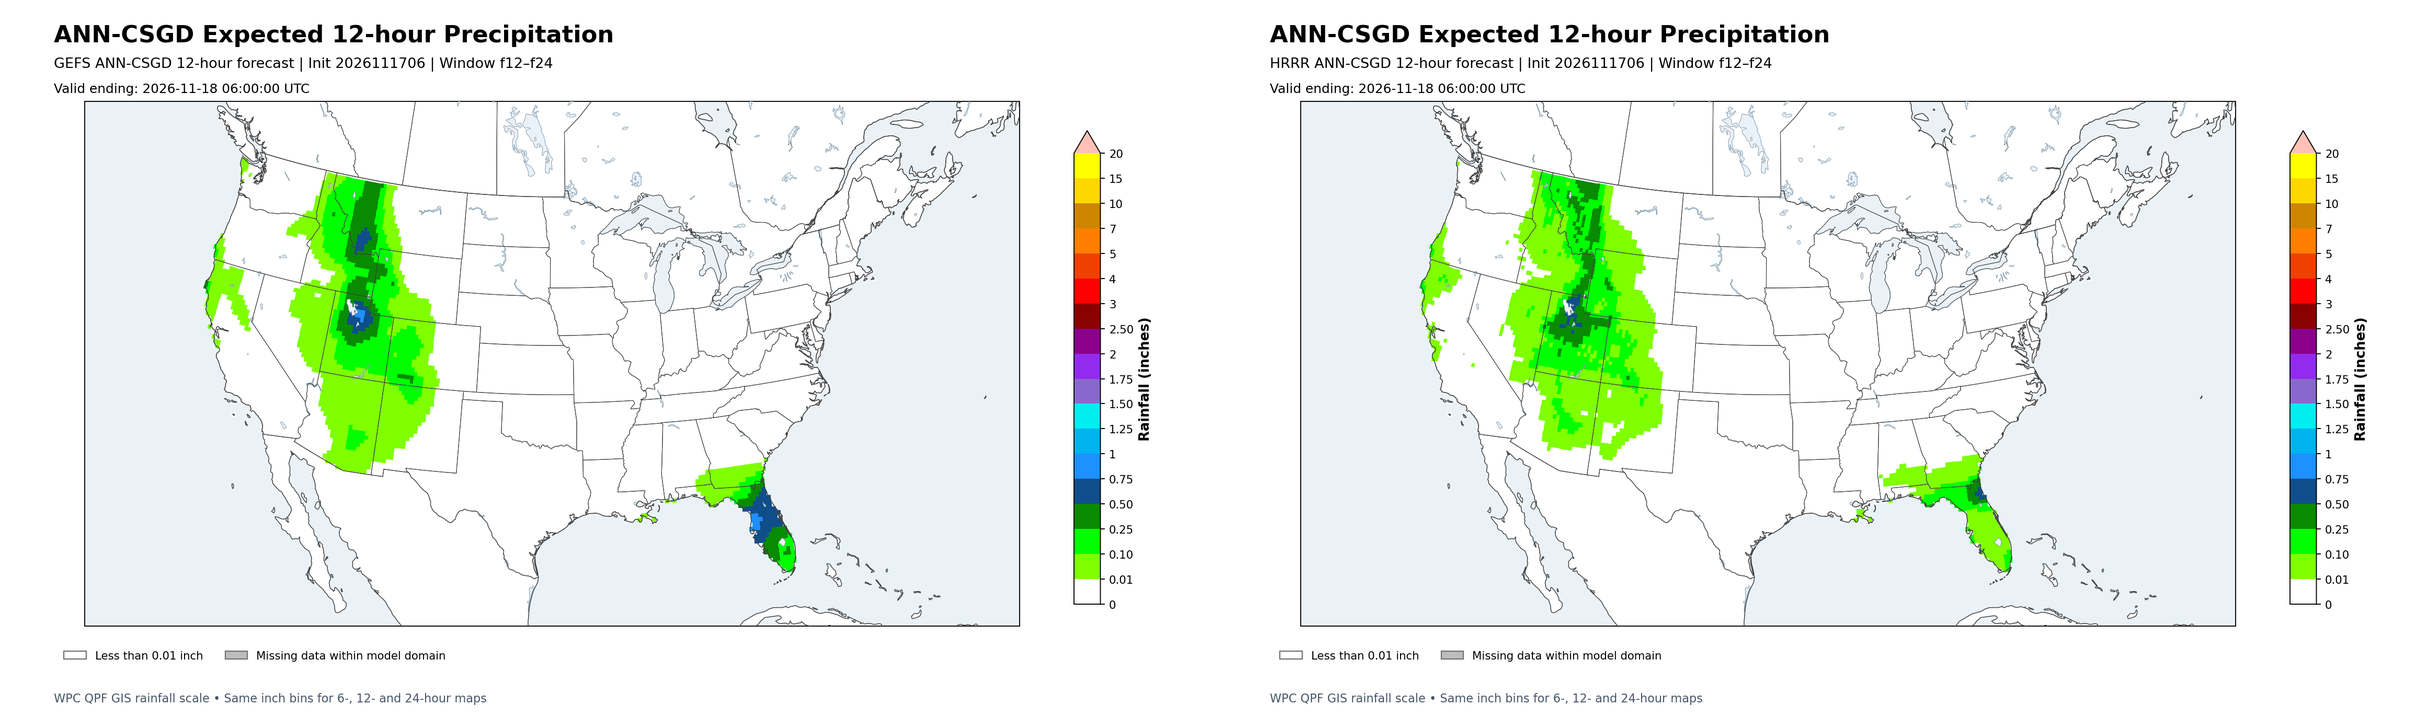 ANN-CSGD Expected 12-hour Precipitation
GEFS ANN-CSGD 12-hour forecast | Init 2026111706 | Window f12–f24
Valid ending: 2026-11-18 06:00:00 UTC
20
15
10
7
5
4
3
2.50
2
1.75
1.50
1.25
1
0.75
0.50
0.25
0.10
0.01
0
Rainfall (inches)
Less than 0.01 inch
Missing data within model domain
WPC QPF GIS rainfall scale • Same inch bins for 6-, 12- and 24-hour maps
ANN-CSGD Expected 12-hour Precipitation
HRRR ANN-CSGD 12-hour forecast | Init 2026111706 | Window f12–f24
Valid ending: 2026-11-18 06:00:00 UTC
20
15
10
7
5
4
3
2.50
2
1.75
1.50
1.25
1
0.75
0.50
0.25
0.10
0.01
0
Rainfall (inches)
Less than 0.01 inch
Missing data within model domain
WPC QPF GIS rainfall scale • Same inch bins for 6-, 12- and 24-hour maps